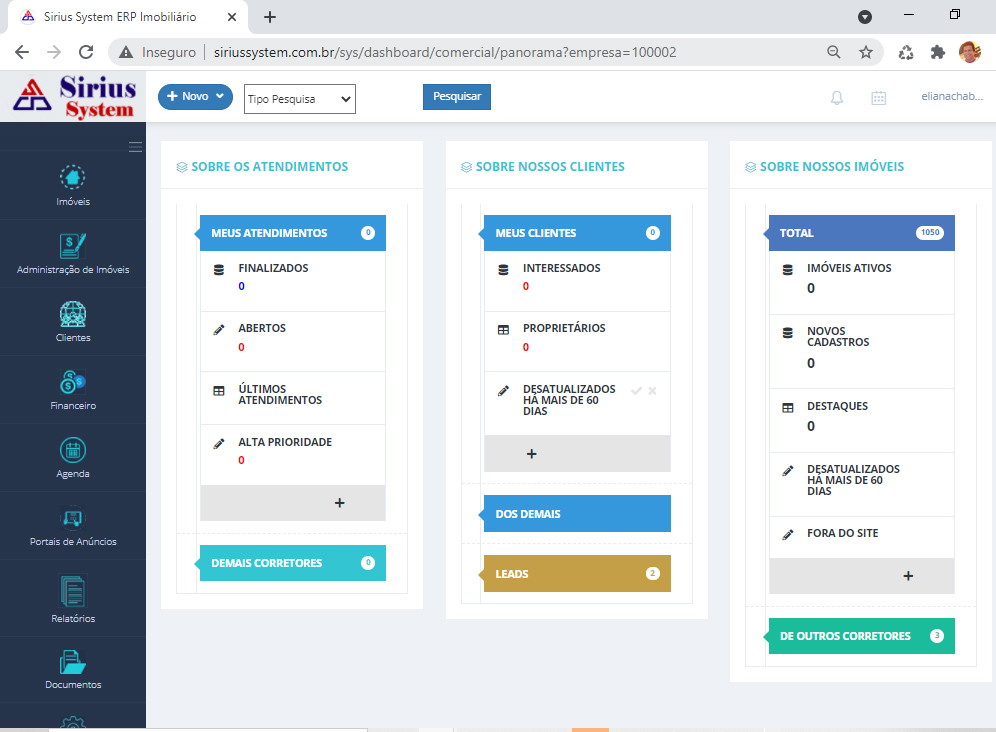 Sirius System ERP Imobiliário
Inseguro
siriussystem.com.br/sys/dashboard/comercial/panorama?empresa=100002
Sirius
System
Novo
Tipo Pesquisa
Pesquisar
elianachab...
Imóveis
Administração de Imóveis
Clientes
Financeiro
Agenda
Portais de Anúncios
Relatórios
Documentos
SOBRE OS ATENDIMENTOS
MEUS ATENDIMENTOS 0
FINALIZADOS
0
ABERTOS
0
ÚLTIMOS
ATENDIMENTOS
ALTA PRIORIDADE
0
+
DEMAIS CORRETORES 0
SOBRE NOSSOS CLIENTES
MEUS CLIENTES 0
INTERESSADOS
0
PROPRIETÁRIOS
0
DESATUALIZADOS
HÁ MAIS DE 60
DIAS
+
DOS DEMAIS
LEADS 2
SOBRE NOSSOS IMÓVEIS
TOTAL 1050
IMÓVEIS ATIVOS
0
NOVOS
CADASTROS
0
DESTAQUES
0
DESATUALIZADOS
HÁ MAIS DE 60
DIAS
FORA DO SITE
+
DE OUTROS CORRETORES 3